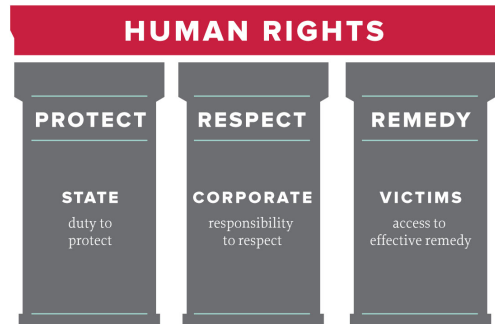 HUMAN RIGHTS
PROTECT
STATE
duty to
protect
RESPECT
CORPORATE
responsibility
to respect
REMEDY
VICTIMS
access to
effective remedy